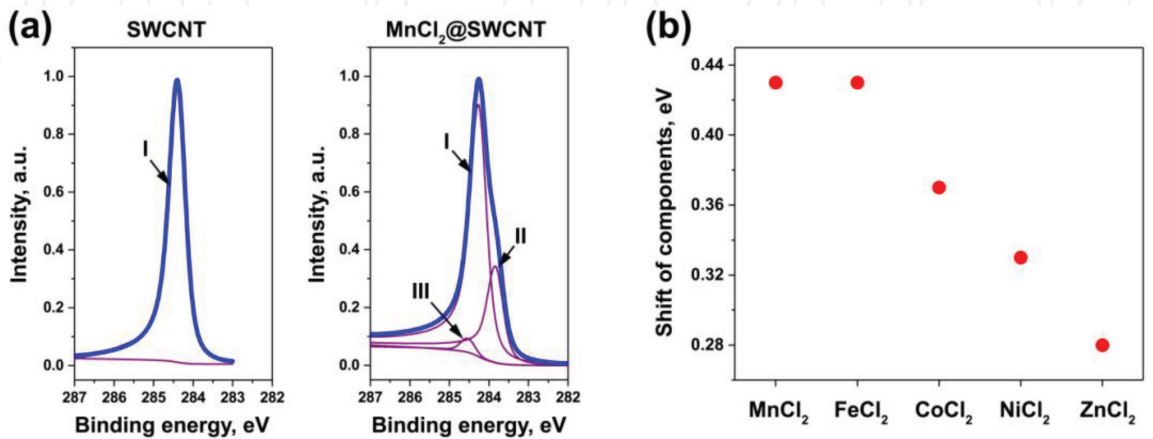 (a)
SWCNT
Intensity, a.u.
1.0
0.8
0.6
0.4
0.2
0.0
I
287 286 285 284 283 282
Binding energy, eV
MnCl₂@SWCNT
Intensity, a.u.
1.0
0.8
0.6
0.4
0.2
0.0
I
II
III
287 286 285 284 283 282
Binding energy, eV
(b)
Shift of components, eV
0.44
0.40
0.36
0.32
0.28
MnCl₂ FeCl₂ CoCl₂ NiCl₂ ZnCl₂